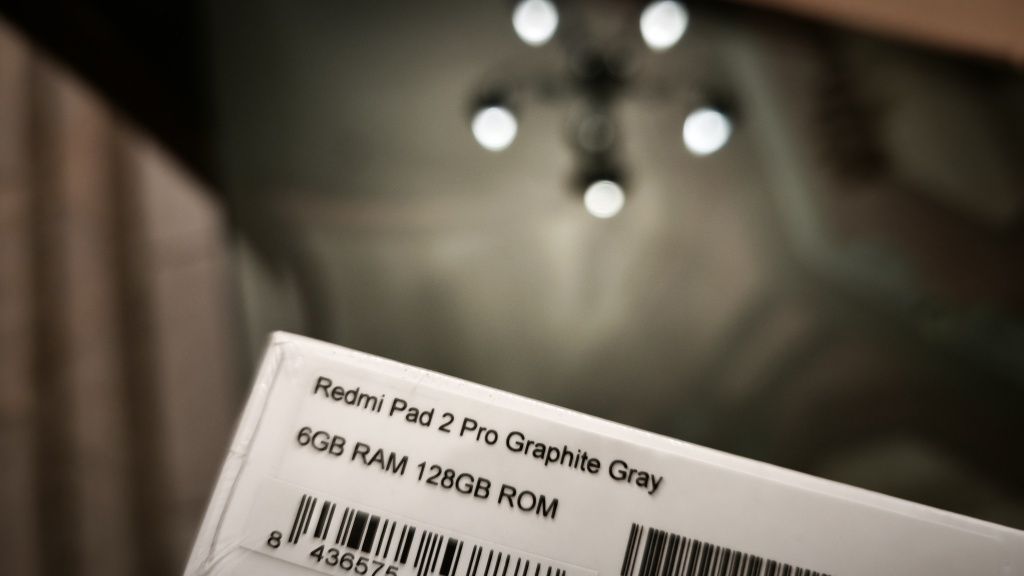 Redmi Pad 2 Pro Graphite Gray
6GB RAM 128GB ROM
8 436575